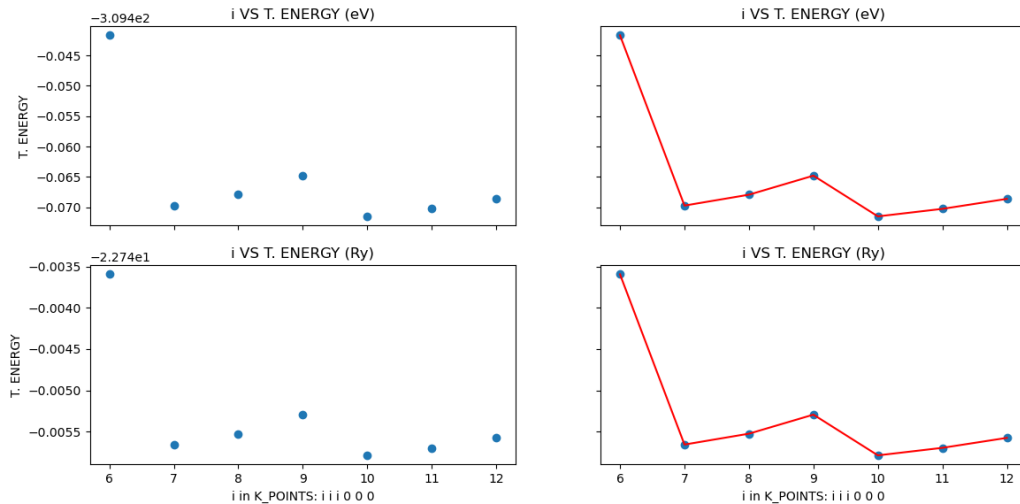 i VS T. ENERGY (eV)
i VS T. ENERGY (eV)
−3.094e2
−0.045
−0.050
−0.055
−0.060
−0.065
−0.070
T. ENERGY
i VS T. ENERGY (Ry)
i VS T. ENERGY (Ry)
−2.274e1
−0.0035
−0.0040
−0.0045
−0.0050
−0.0055
T. ENERGY
6 7 8 9 10 11 12
6 7 8 9 10 11 12
i in K_POINTS: i i i 0 0 0
i in K_POINTS: i i i 0 0 0